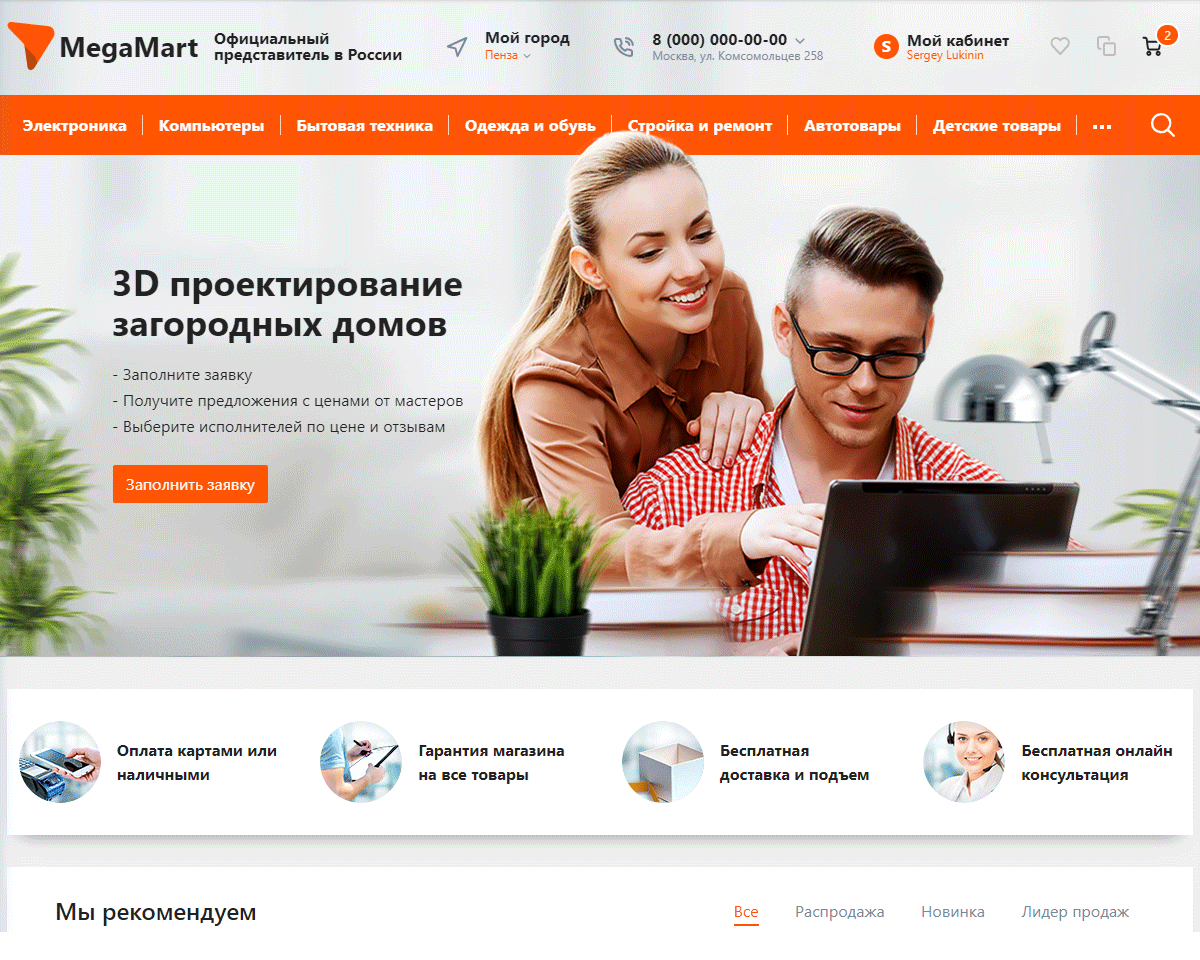 MegaMart
Официальный
представитель в России
Мой город
Пенза
8 (000) 000-00-00
Москва, ул. Комсомольцев 258
S
Мой кабинет
Sergey Lukinin
2
Электроника
Компьютеры
Бытовая техника
Одежда и обувь
Стройка и ремонт
Автотовары
Детские товары
3D проектирование
загородных домов
- Заполните заявку
- Получите предложения с ценами от мастеров
- Выберите исполнителей по цене и отзывам
Заполнить заявку
Оплата картами или
наличными
Гарантия магазина
на все товары
Бесплатная
доставка и подъем
Бесплатная онлайн
консультация
Мы рекомендуем
Все
Распродажа
Новинка
Лидер продаж